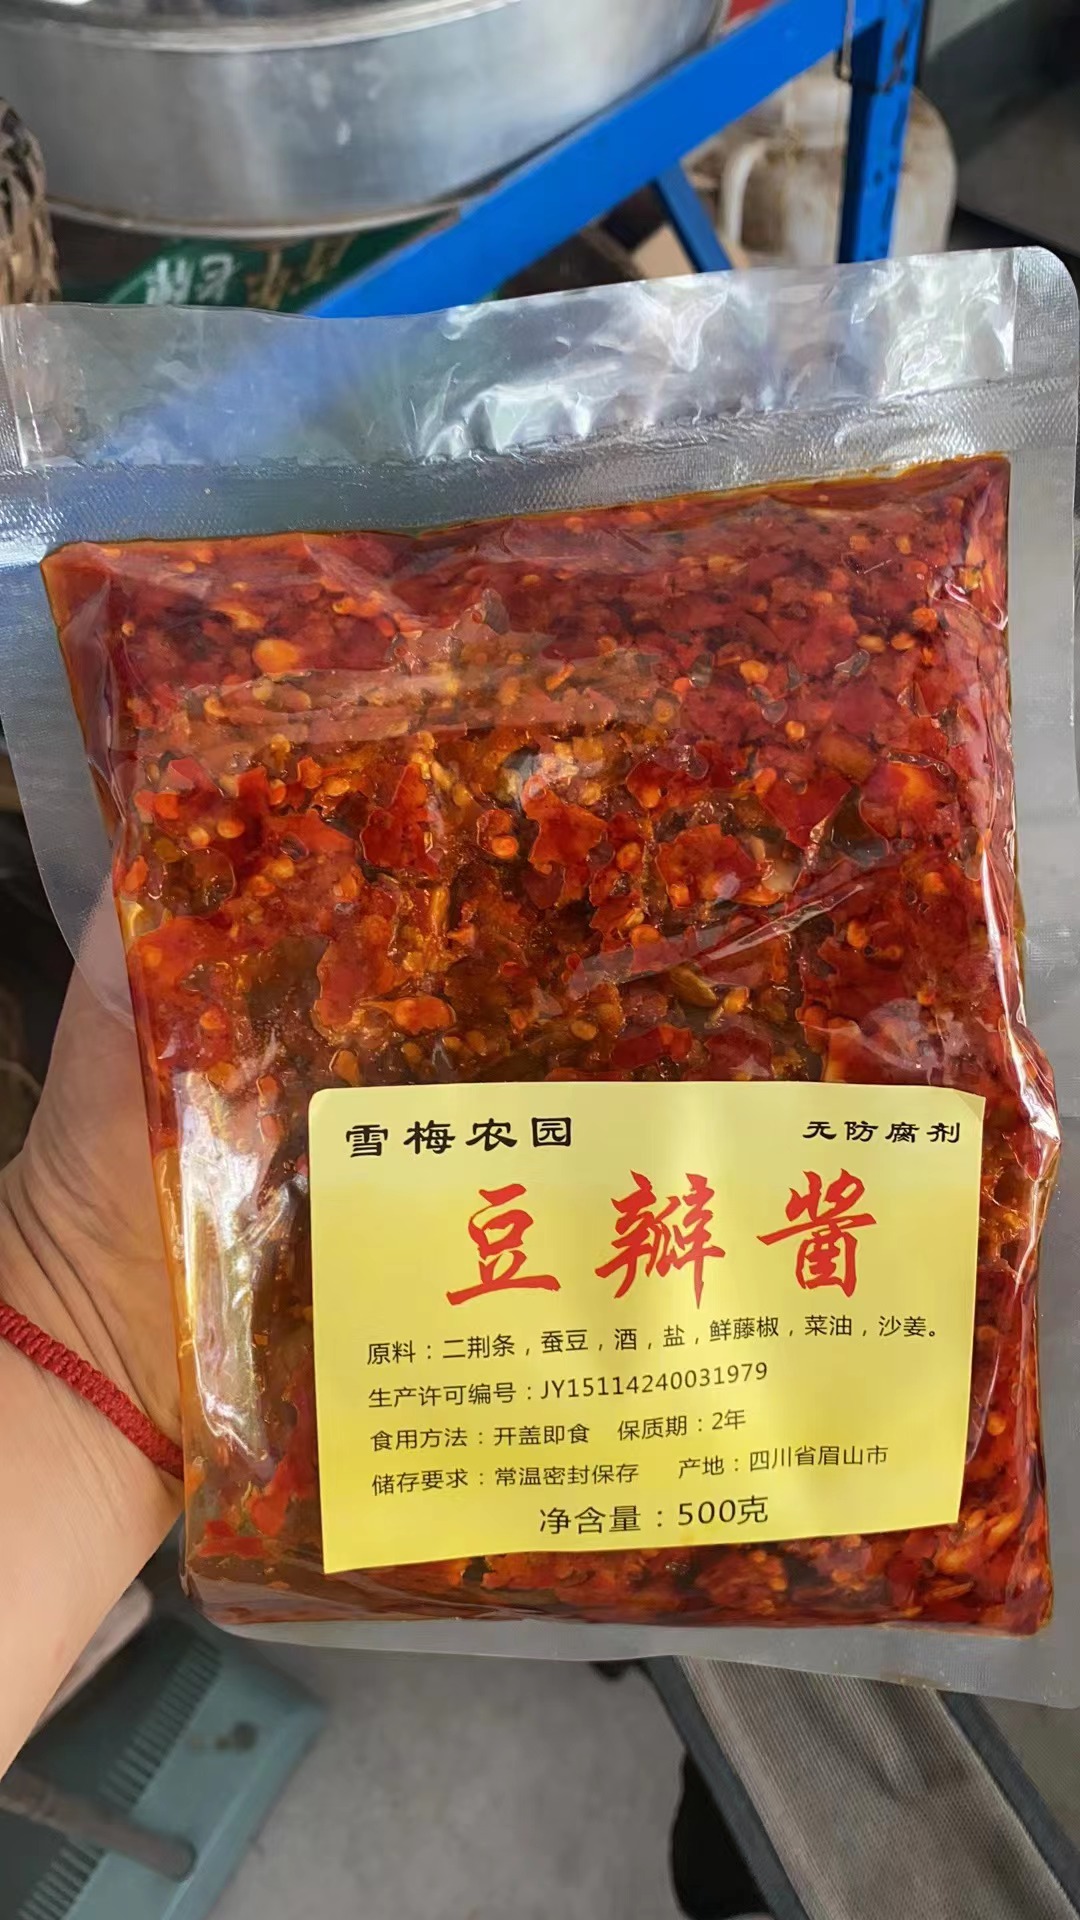 雪梅农园 无防腐剂
豆瓣酱
原料：二荆条，蚕豆，酒，盐，鲜藤椒，菜油，沙姜。
生产许可编号：JY15114240031979
食用方法：开盖即食 保质期：2年
储存要求：常温密封保存 产地：四川省眉山市
净含量：500克